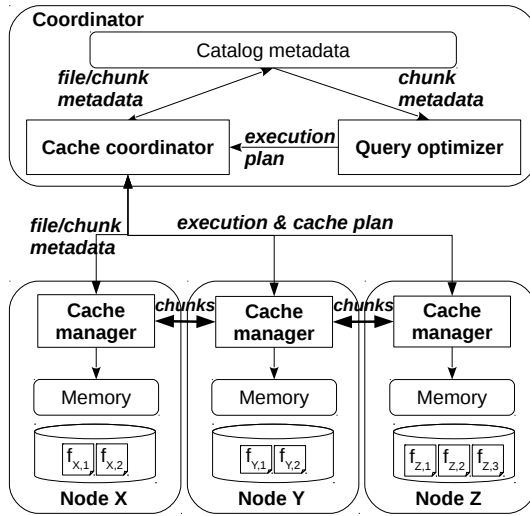 Coordinator
Catalog metadata
file/chunk
metadata
chunk
metadata
Cache coordinator
execution
plan
Query optimizer
file/chunk
metadata
execution & cache plan
Cache
manager
chunks
Cache
manager
chunks
Cache
manager
Memory
Memory
Memory
fX,1 fX,2
fY,1 fY,2
fZ,1 fZ,2 fZ,3
Node X
Node Y
Node Z